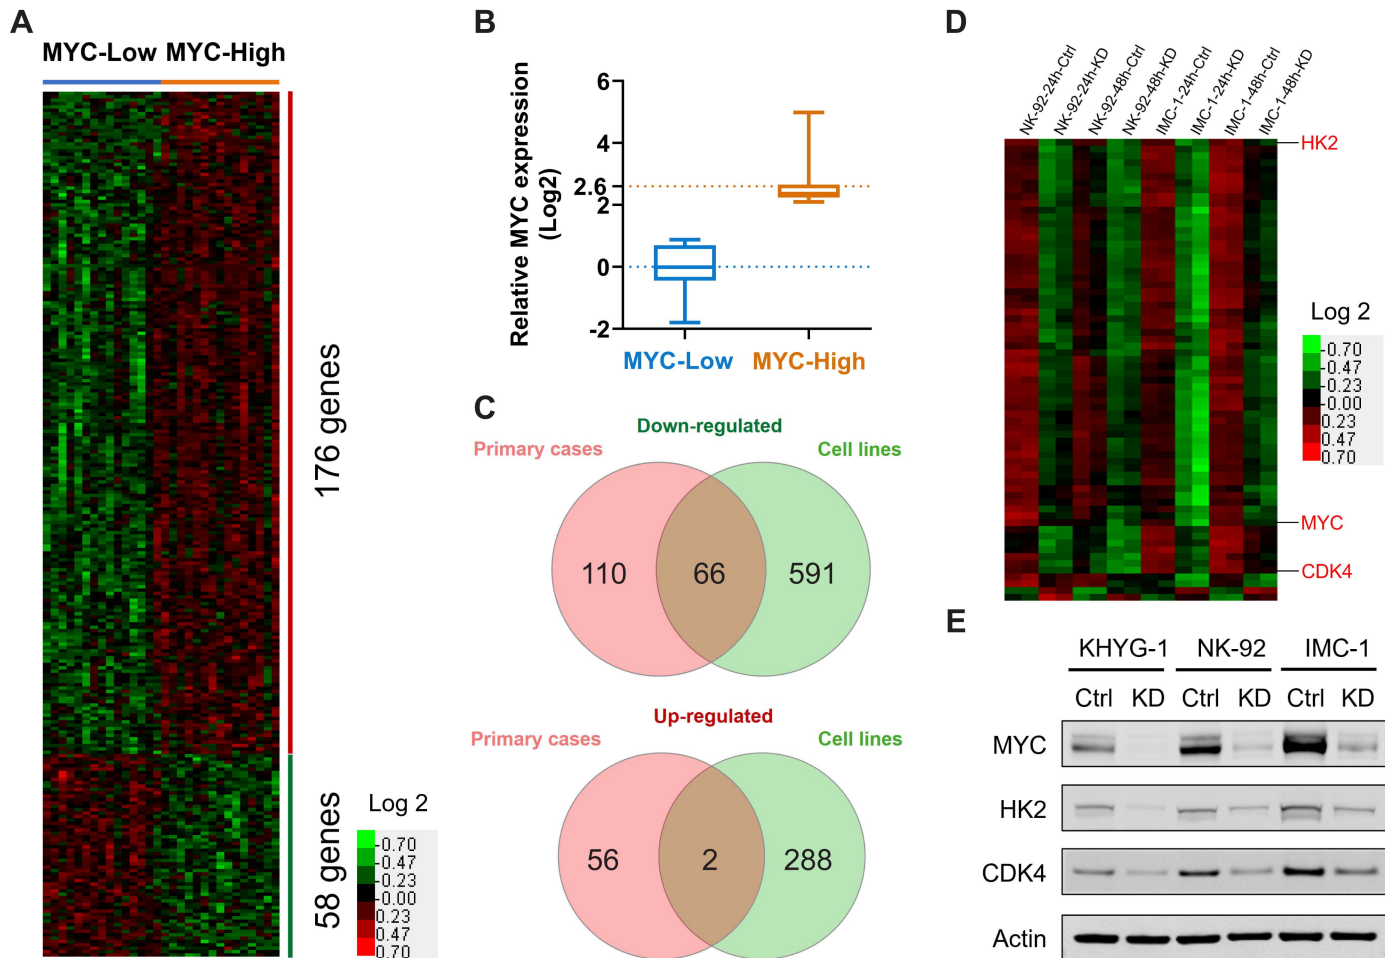 A
MYC-Low MYC-High
176 genes
58 genes
Log 2
-0.70
-0.47
-0.23
-0.00
0.23
0.47
0.70
B
Relative MYC expression
(Log2)
6
4
2.6
2
0
-2
MYC-Low MYC-High
C
Down-regulated
Primary cases
Cell lines
110
66
591
Up-regulated
Primary cases
Cell lines
56
2
288
D
NK-92-24h-Ctrl
NK-92-24h-KD
NK-92-48h-Ctrl
NK-92-48h-KD
IMC-1-24h-Ctrl
IMC-1-24h-KD
IMC-1-48h-Ctrl
IMC-1-48h-KD
HK2
MYC
CDK4
Log 2
-0.70
-0.47
-0.23
-0.00
0.23
0.47
0.70
E
KHYG-1 NK-92 IMC-1
Ctrl KD Ctrl KD Ctrl KD
MYC
HK2
CDK4
Actin